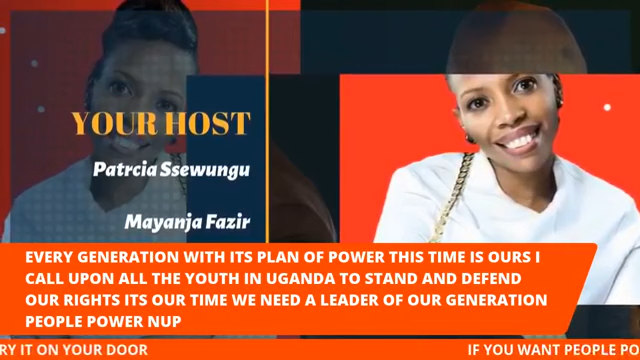 YOUR HOST
Patrcia Ssewungu
Mayanja Fazir
EVERY GENERATION WITH ITS PLAN OF POWER THIS TIME IS OURS I
CALL UPON ALL THE YOUTH IN UGANDA TO STAND AND DEFEND
OUR RIGHTS ITS OUR TIME WE NEED A LEADER OF OUR GENERATION
PEOPLE POWER NUP
RY IT ON YOUR DOOR
IF YOU WANT PEOPLE PO